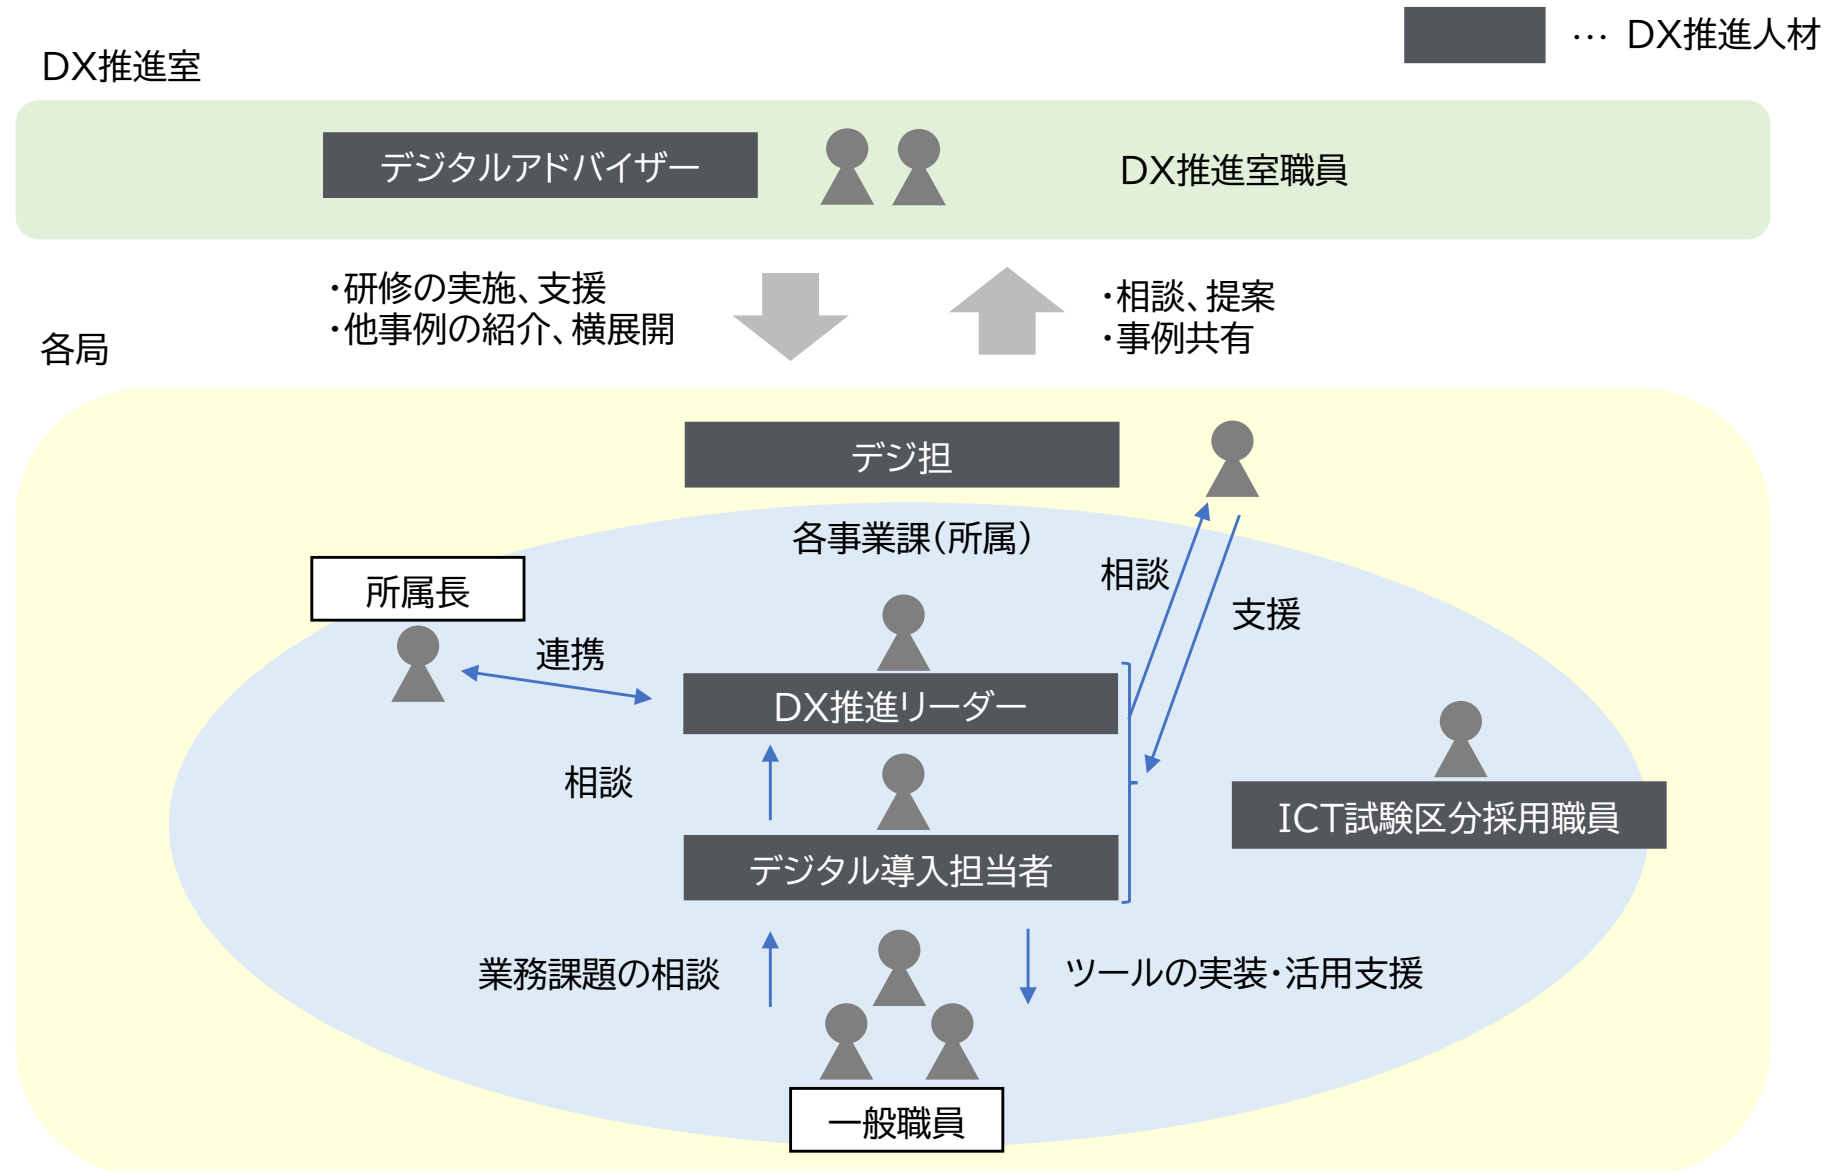 … DX推進人材
DX推進室
デジタルアドバイザー
DX推進室職員
・研修の実施、支援
・他事例の紹介、横展開
・相談、提案
・事例共有
各局
デジ担
各事業課(所属)
所属長
相談
支援
連携
DX推進リーダー
相談
ICT試験区分採用職員
デジタル導入担当者
業務課題の相談
ツールの実装・活用支援
一般職員